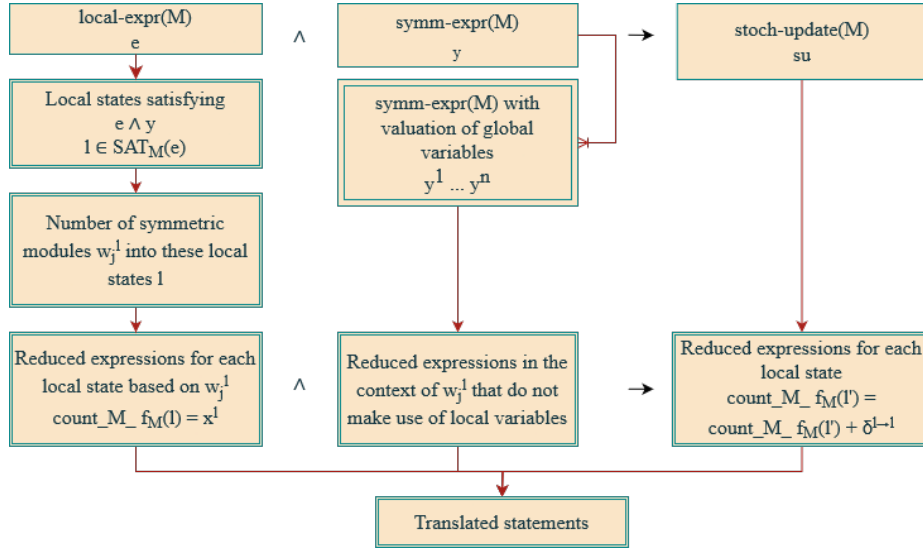 local-expr(M)
e
∧
symm-expr(M)
y
→
stoch-update(M)
su
Local states satisfying
e ∧ y
l ∈ SAT_M(e)
symm-expr(M) with
valuation of global
variables
y^1 ... y^n
Number of symmetric
modules w_j^l into these local
states l
Reduced expressions for each
local state based on w_j^l
count_M_ f_M(l) = x^l
∧
Reduced expressions in the
context of w_j^l that do not
make use of local variables
→
Reduced expressions for each
local state
count_M_ f_M(l') =
count_M_ f_M(l') + δ^l→l
Translated statements